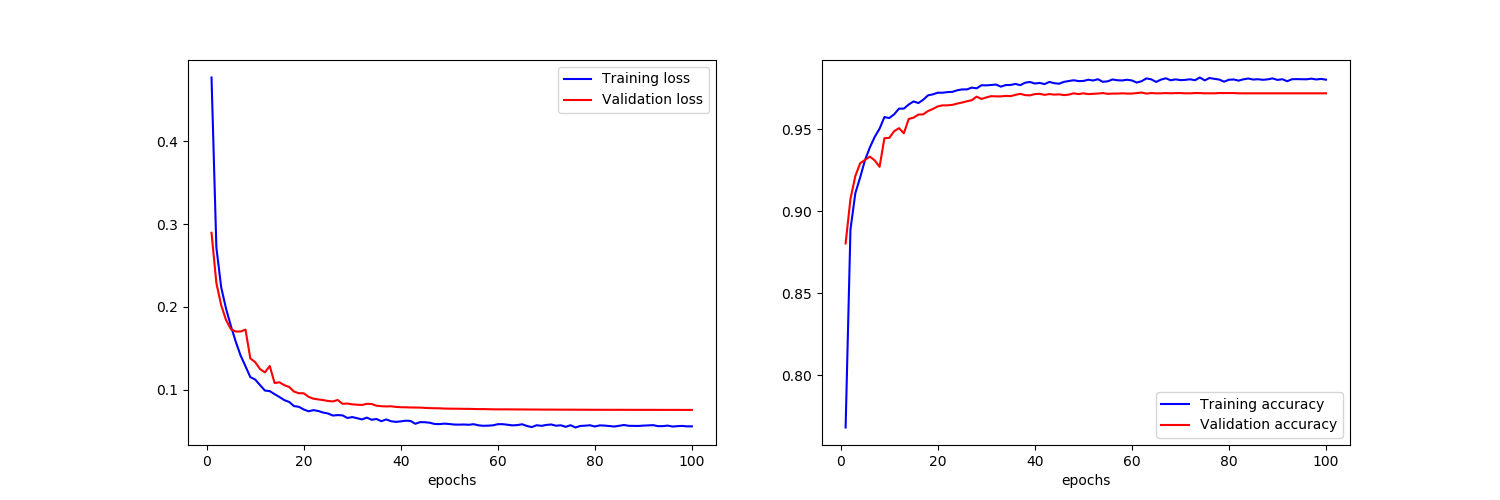 Training loss
Validation loss
0.4
0.3
0.2
0.1
0 20 40 60 80 100
epochs
0.95
0.90
0.85
0.80
Training accuracy
Validation accuracy
0 20 40 60 80 100
epochs